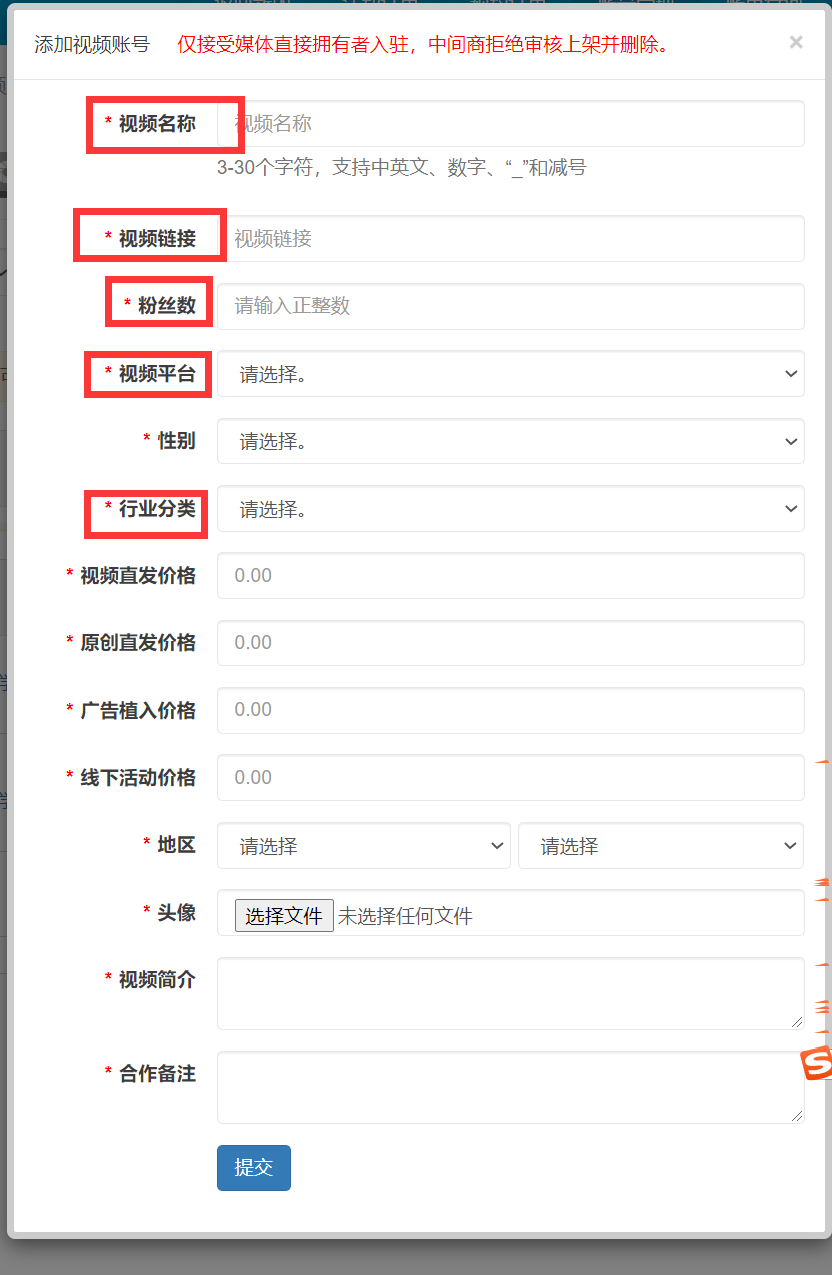 添加视频账号 仅接受媒体直接拥有者入驻，中间商拒绝审核上架并删除。 ×
* 视频名称 视频名称
3-30个字符，支持中英文、数字、“_”和减号
* 视频链接 视频链接
* 粉丝数 请输入正整数
* 视频平台 请选择。
* 性别 请选择。
* 行业分类 请选择。
* 视频直发价格 0.00
* 原创直发价格 0.00
* 广告植入价格 0.00
* 线下活动价格 0.00
* 地区 请选择 请选择
* 头像 选择文件 未选择任何文件
* 视频简介
* 合作备注
提交